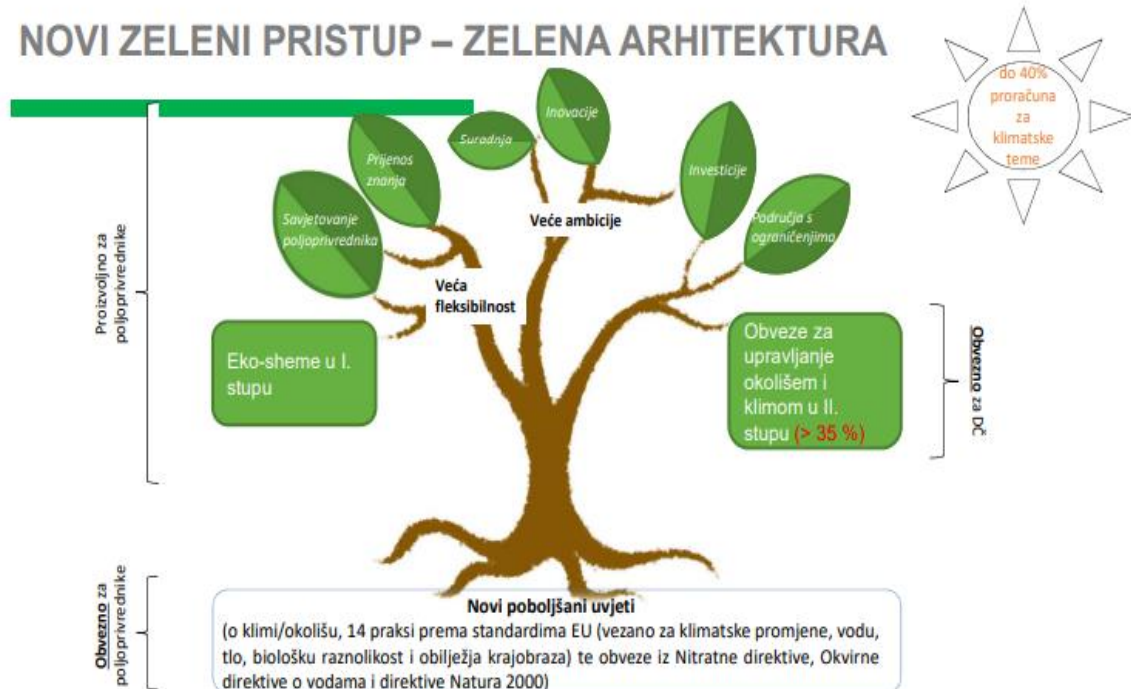 NOVI ZELENI PRISTUP – ZELENA ARHITEKTURA
do 40%
proračuna
za
klimatske
teme
Inovacije
Suradnja
Prijenos
znanja
Investicije
Savjetovanje
poljoprivrednika
Područja s
ograničenjima
Veće ambicije
Veća
fleksibilnost
Proizvoljno za
poljoprivrednike
Eko-sheme u I.
stupu
Obveze za
upravljanje
okolišem i
klimom u II.
stupu (> 35 %)
Obvezno za DČ
Obvezno za
poljoprivrednike
Novi poboljšani uvjeti
(o klimi/okolišu, 14 praksi prema standardima EU (vezano za klimatske promjene, vodu,
tlo, biološku raznolikost i obilježja krajobraza) te obveze iz Nitratne direktive, Okvirne
direktive o vodama i direktive Natura 2000)